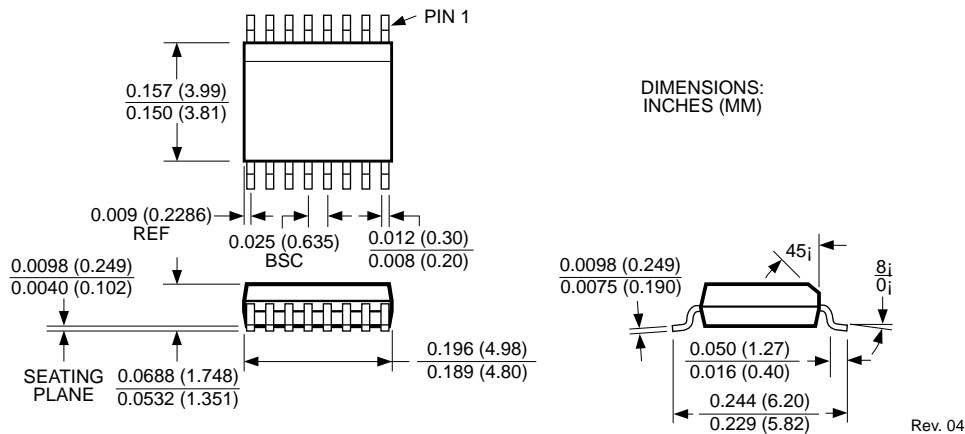 PIN 1
0.157 (3.99)
0.150 (3.81)
DIMENSIONS:
INCHES (MM)
0.009 (0.2286)
REF
0.025 (0.635)
BSC
0.012 (0.30)
0.008 (0.20)
0.0098 (0.249)
0.0040 (0.102)
SEATING
PLANE
0.0688 (1.748)
0.0532 (1.351)
0.196 (4.98)
0.189 (4.80)
0.0098 (0.249)
0.0075 (0.190)
45¡
8¡
0¡
0.050 (1.27)
0.016 (0.40)
0.244 (6.20)
0.229 (5.82)
Rev. 04